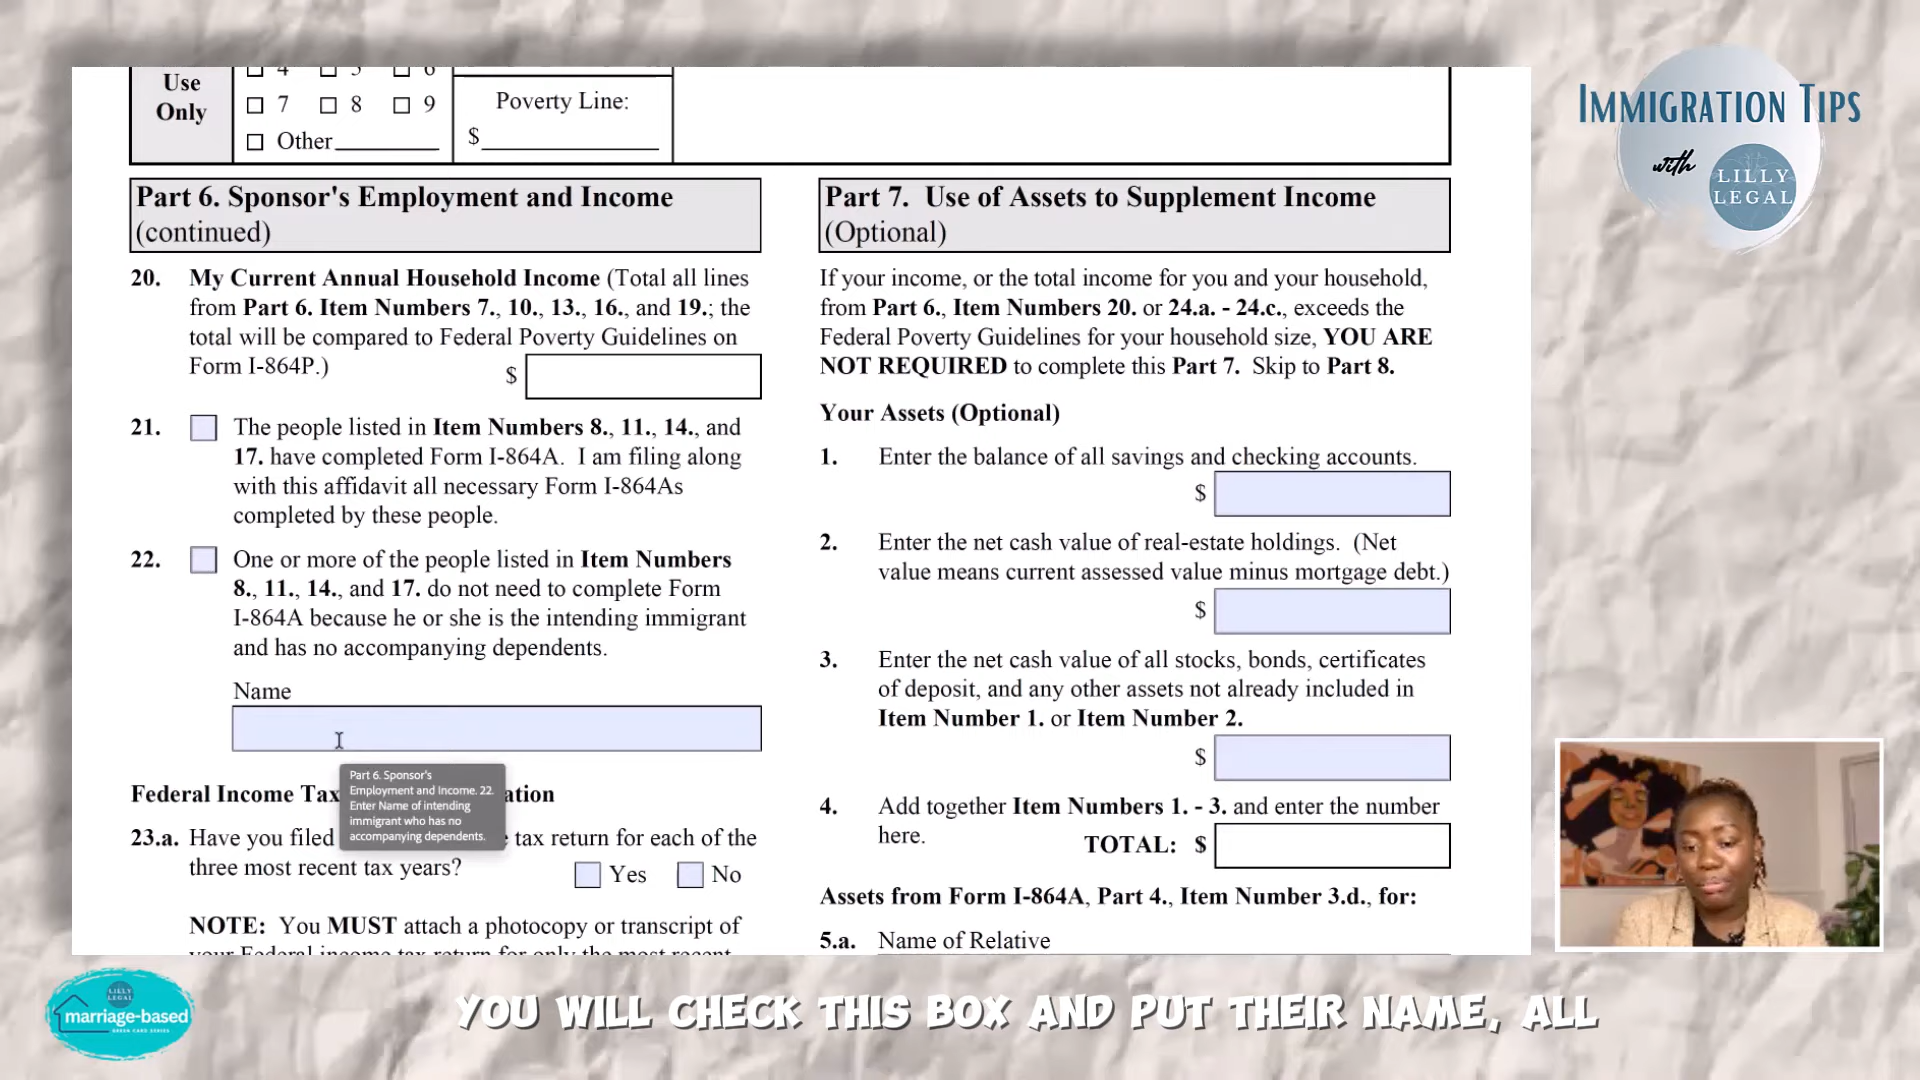 Use
Only
4 5 6
7 8 9
Other
Poverty Line:
$
IMMIGRATION TIPS
with
LILLY
LEGAL
Part 6. Sponsor's Employment and Income
(continued)
20. My Current Annual Household Income (Total all lines
from Part 6. Item Numbers 7., 10., 13., 16., and 19.; the
total will be compared to Federal Poverty Guidelines on
Form I-864P.)
$
21. The people listed in Item Numbers 8., 11., 14., and
17. have completed Form I-864A. I am filing along
with this affidavit all necessary Form I-864As
completed by these people.
22. One or more of the people listed in Item Numbers
8., 11., 14., and 17. do not need to complete Form
I-864A because he or she is the intending immigrant
and has no accompanying dependents.
Name
Part 6. Sponsor's
Employment and Income. 22.
Enter Name of intending
immigrant who has no
accompanying dependents.
Federal Income Tax ation
23.a. Have you filed tax return for each of the
three most recent tax years?
Yes No
NOTE: You MUST attach a photocopy or transcript of
your Federal income tax return for only the most recent
Part 7. Use of Assets to Supplement Income
(Optional)
If your income, or the total income for you and your household,
from Part 6., Item Numbers 20. or 24.a. - 24.c., exceeds the
Federal Poverty Guidelines for your household size, YOU ARE
NOT REQUIRED to complete this Part 7. Skip to Part 8.
Your Assets (Optional)
1. Enter the balance of all savings and checking accounts.
$
2. Enter the net cash value of real-estate holdings. (Net
value means current assessed value minus mortgage debt.)
$
3. Enter the net cash value of all stocks, bonds, certificates
of deposit, and any other assets not already included in
Item Number 1. or Item Number 2.
$
4. Add together Item Numbers 1. - 3. and enter the number
here.
TOTAL: $
Assets from Form I-864A, Part 4., Item Number 3.d., for:
5.a. Name of Relative
LILLY
LEGAL
marriage-based
GREEN CARD SERIES
YOU WILL CHECK THIS BOX AND PUT THEIR NAME, ALL